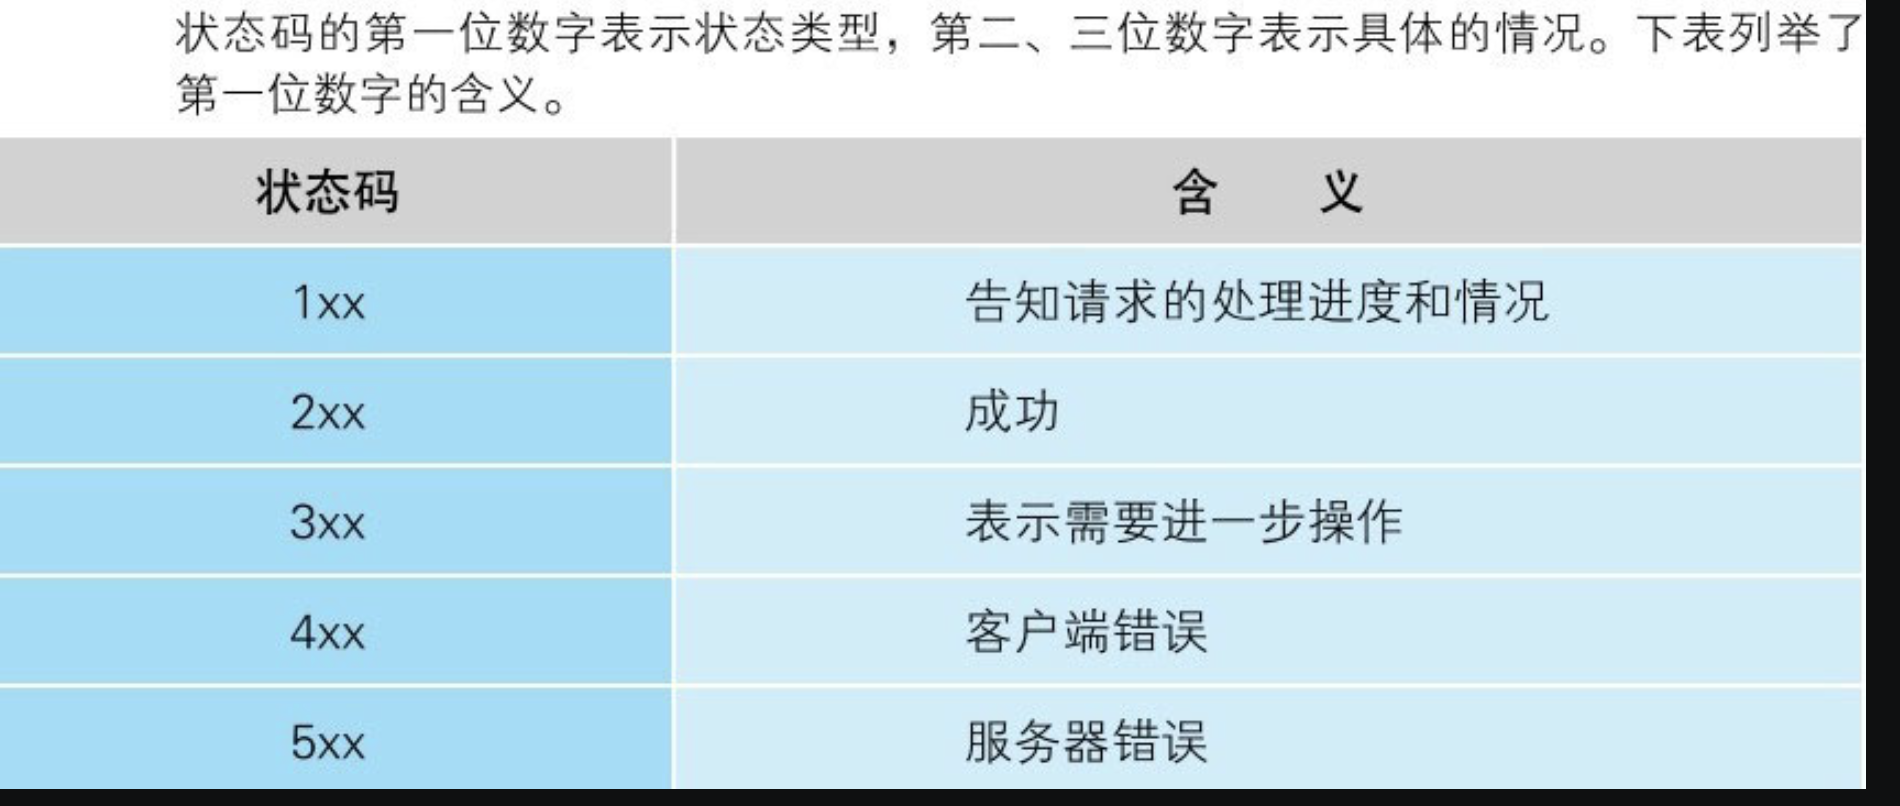 状态码的第一位数字表示状态类型，第二、三位数字表示具体的情况。下表列举了
第一位数字的含义。
状态码 含 义
1xx 告知请求的处理进度和情况
2xx 成功
3xx 表示需要进一步操作
4xx 客户端错误
5xx 服务器错误